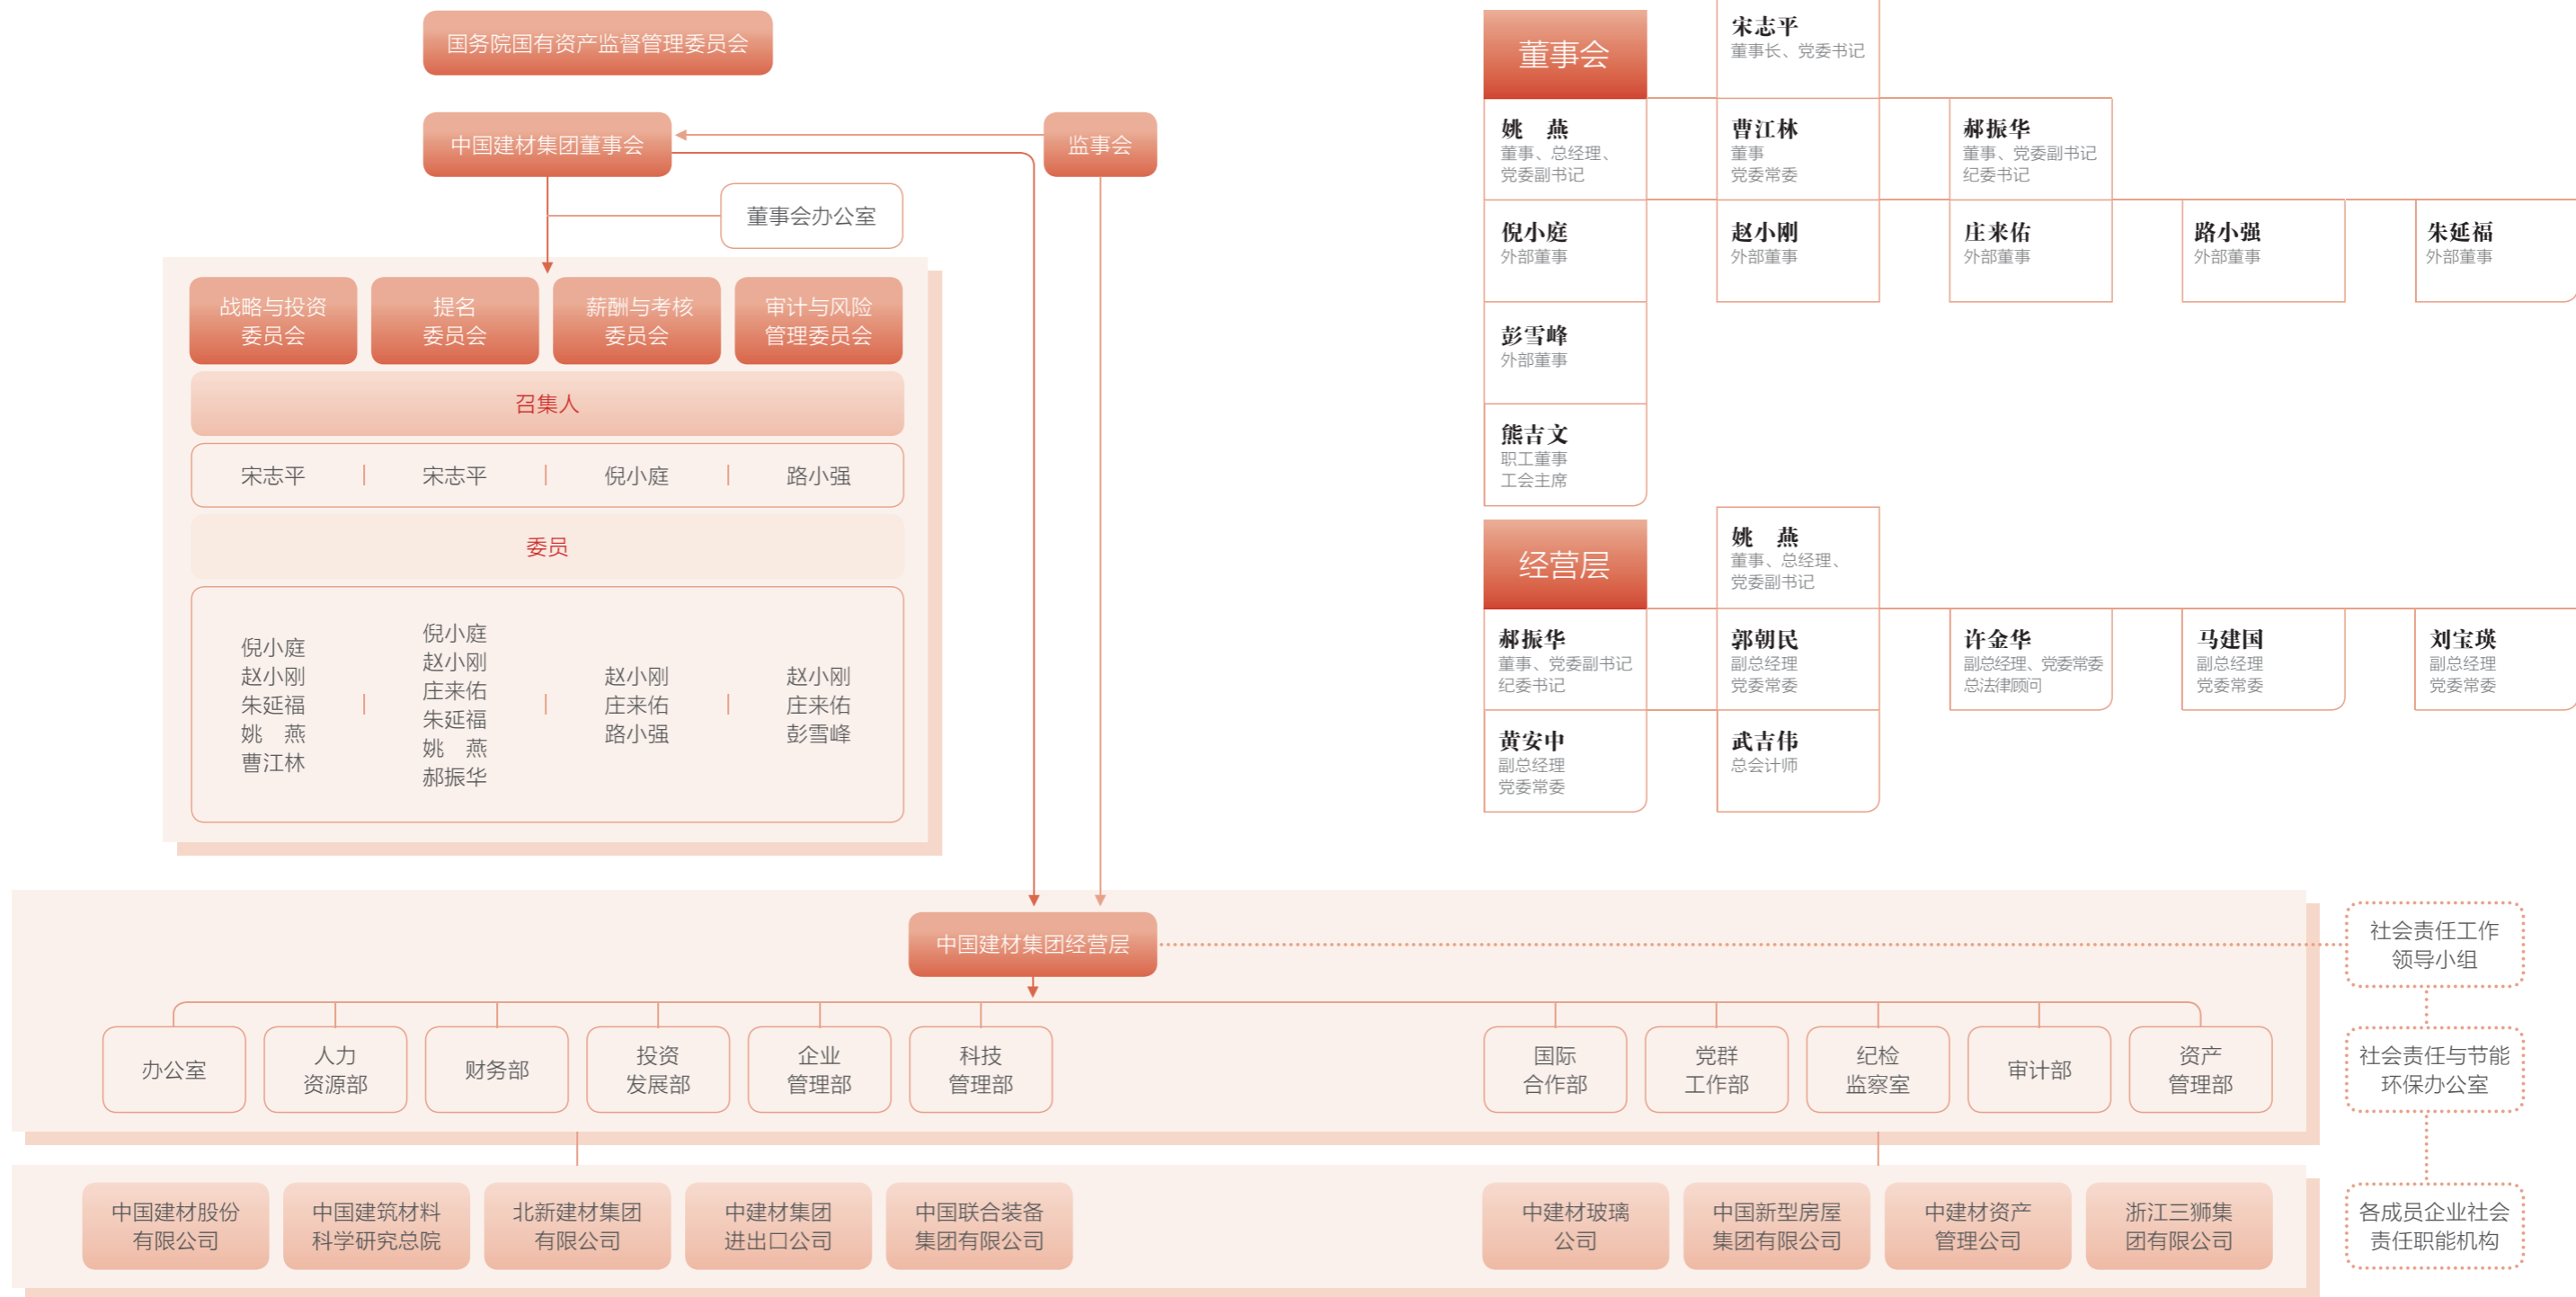 国务院国有资产监督管理委员会
中国建材集团董事会
监事会
董事会办公室
战略与投资
委员会
提名
委员会
薪酬与考核
委员会
审计与风险
管理委员会
召集人
宋志平
宋志平
倪小庭
路小强
委员
倪小庭
赵小刚
朱延福
姚　燕
曹江林
倪小庭
赵小刚
庄来佑
朱延福
姚　燕
郝振华
赵小刚
庄来佑
路小强
赵小刚
庄来佑
彭雪峰
董事会
宋志平
董事长、党委书记
姚　燕
董事、总经理、
党委副书记
曹江林
董事
党委常委
郝振华
董事、党委副书记
纪委书记
倪小庭
外部董事
赵小刚
外部董事
庄来佑
外部董事
路小强
外部董事
朱延福
外部董事
彭雪峰
外部董事
熊吉文
职工董事
工会主席
经营层
姚　燕
董事、总经理、
党委副书记
郝振华
董事、党委副书记
纪委书记
郭朝民
副总经理
党委常委
许金华
副总经理、党委常委
总法律顾问
马建国
副总经理
党委常委
刘宝瑛
副总经理
党委常委
黄安中
副总经理
党委常委
武吉伟
总会计师
中国建材集团经营层
社会责任工作
领导小组
办公室
人力
资源部
财务部
投资
发展部
企业
管理部
科技
管理部
国际
合作部
党群
工作部
纪检
监察室
审计部
资产
管理部
社会责任与节能
环保办公室
中国建材股份
有限公司
中国建筑材料
科学研究总院
北新建材集团
有限公司
中建材集团
进出口公司
中国联合装备
集团有限公司
中建材玻璃
公司
中国新型房屋
集团有限公司
中建材资产
管理公司
浙江三狮集
团有限公司
各成员企业社会
责任职能机构